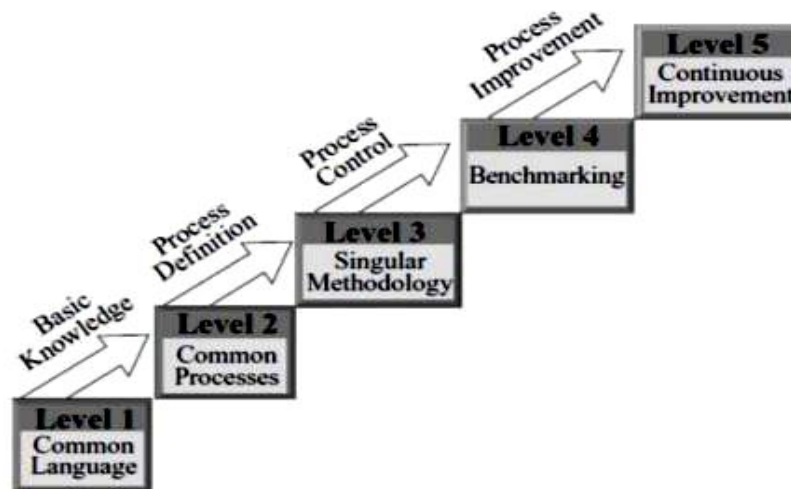 Level 1
Common
Language
Basic
Knowledge
Level 2
Common
Processes
Process
Definition
Level 3
Singular
Methodology
Process
Control
Level 4
Benchmarking
Process
Improvement
Level 5
Continuous
Improvement